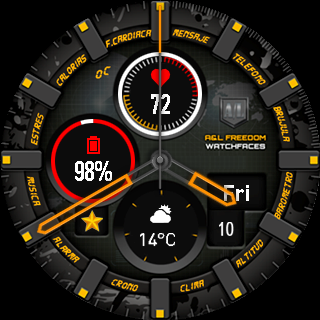 F.CARDIACA
MENSAJE
TELEFONO
BRUJULA
BAROMETRO
ALTITUD
CLIMA
CRONO
ALARMA
MUSICA
ESTRES
CALORIAS
°C
72
A&L FREEDOM
WATCHFACES
98%
Fri
10
14°C